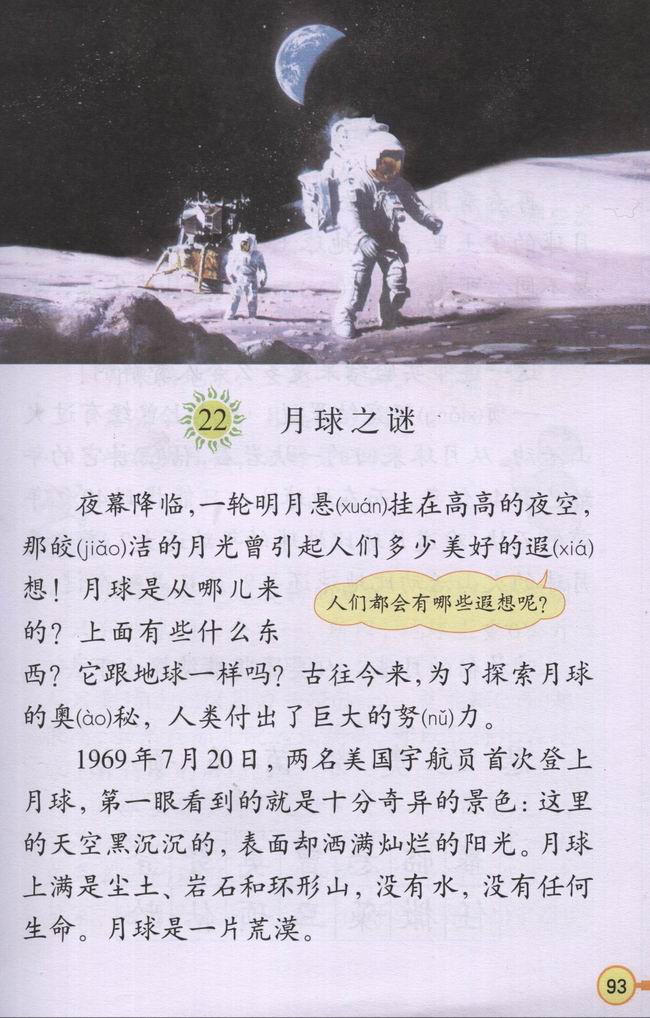 22 月球之谜
夜幕降临，一轮明月悬(xuán)挂在高高的夜空，
那皎(jiǎo)洁的月光曾引起人们多少美好的遐(xiá)
想！月球是从哪儿来
人们都会有哪些遐想呢？
的？上面有些什么东
西？它跟地球一样吗？古往今来，为了探索月球
的奥(ào)秘，人类付出了巨大的努(nǔ)力。
1969年7月20日，两名美国宇航员首次登上
月球，第一眼看到的就是十分奇异的景色：这里
的天空黑沉沉的，表面却洒满灿烂的阳光。月球
上满是尘土、岩石和环形山，没有水，没有任何
生命。月球是一片荒漠。
93